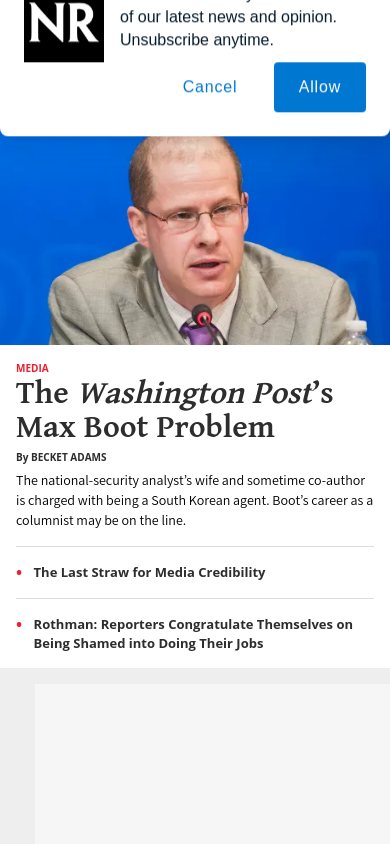 NR
of our latest news and opinion.
Unsubscribe anytime.
Cancel
Allow
MEDIA
The Washington Post’s
Max Boot Problem
By BECKET ADAMS
The national-security analyst’s wife and sometime co-author
is charged with being a South Korean agent. Boot’s career as a
columnist may be on the line.
The Last Straw for Media Credibility
Rothman: Reporters Congratulate Themselves on
Being Shamed into Doing Their Jobs